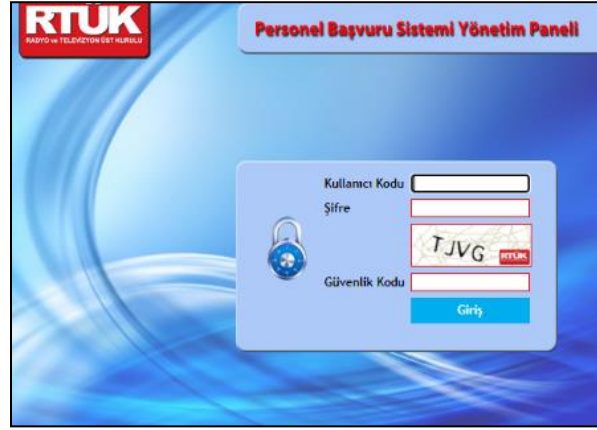 RTÜK
RADYO ve TELEVİZYON ÜST KURULU
Personel Başvuru Sistemi Yönetim Paneli
Kullanıcı Kodu
Şifre
TJVG
RTÜK
Güvenlik Kodu
Giriş